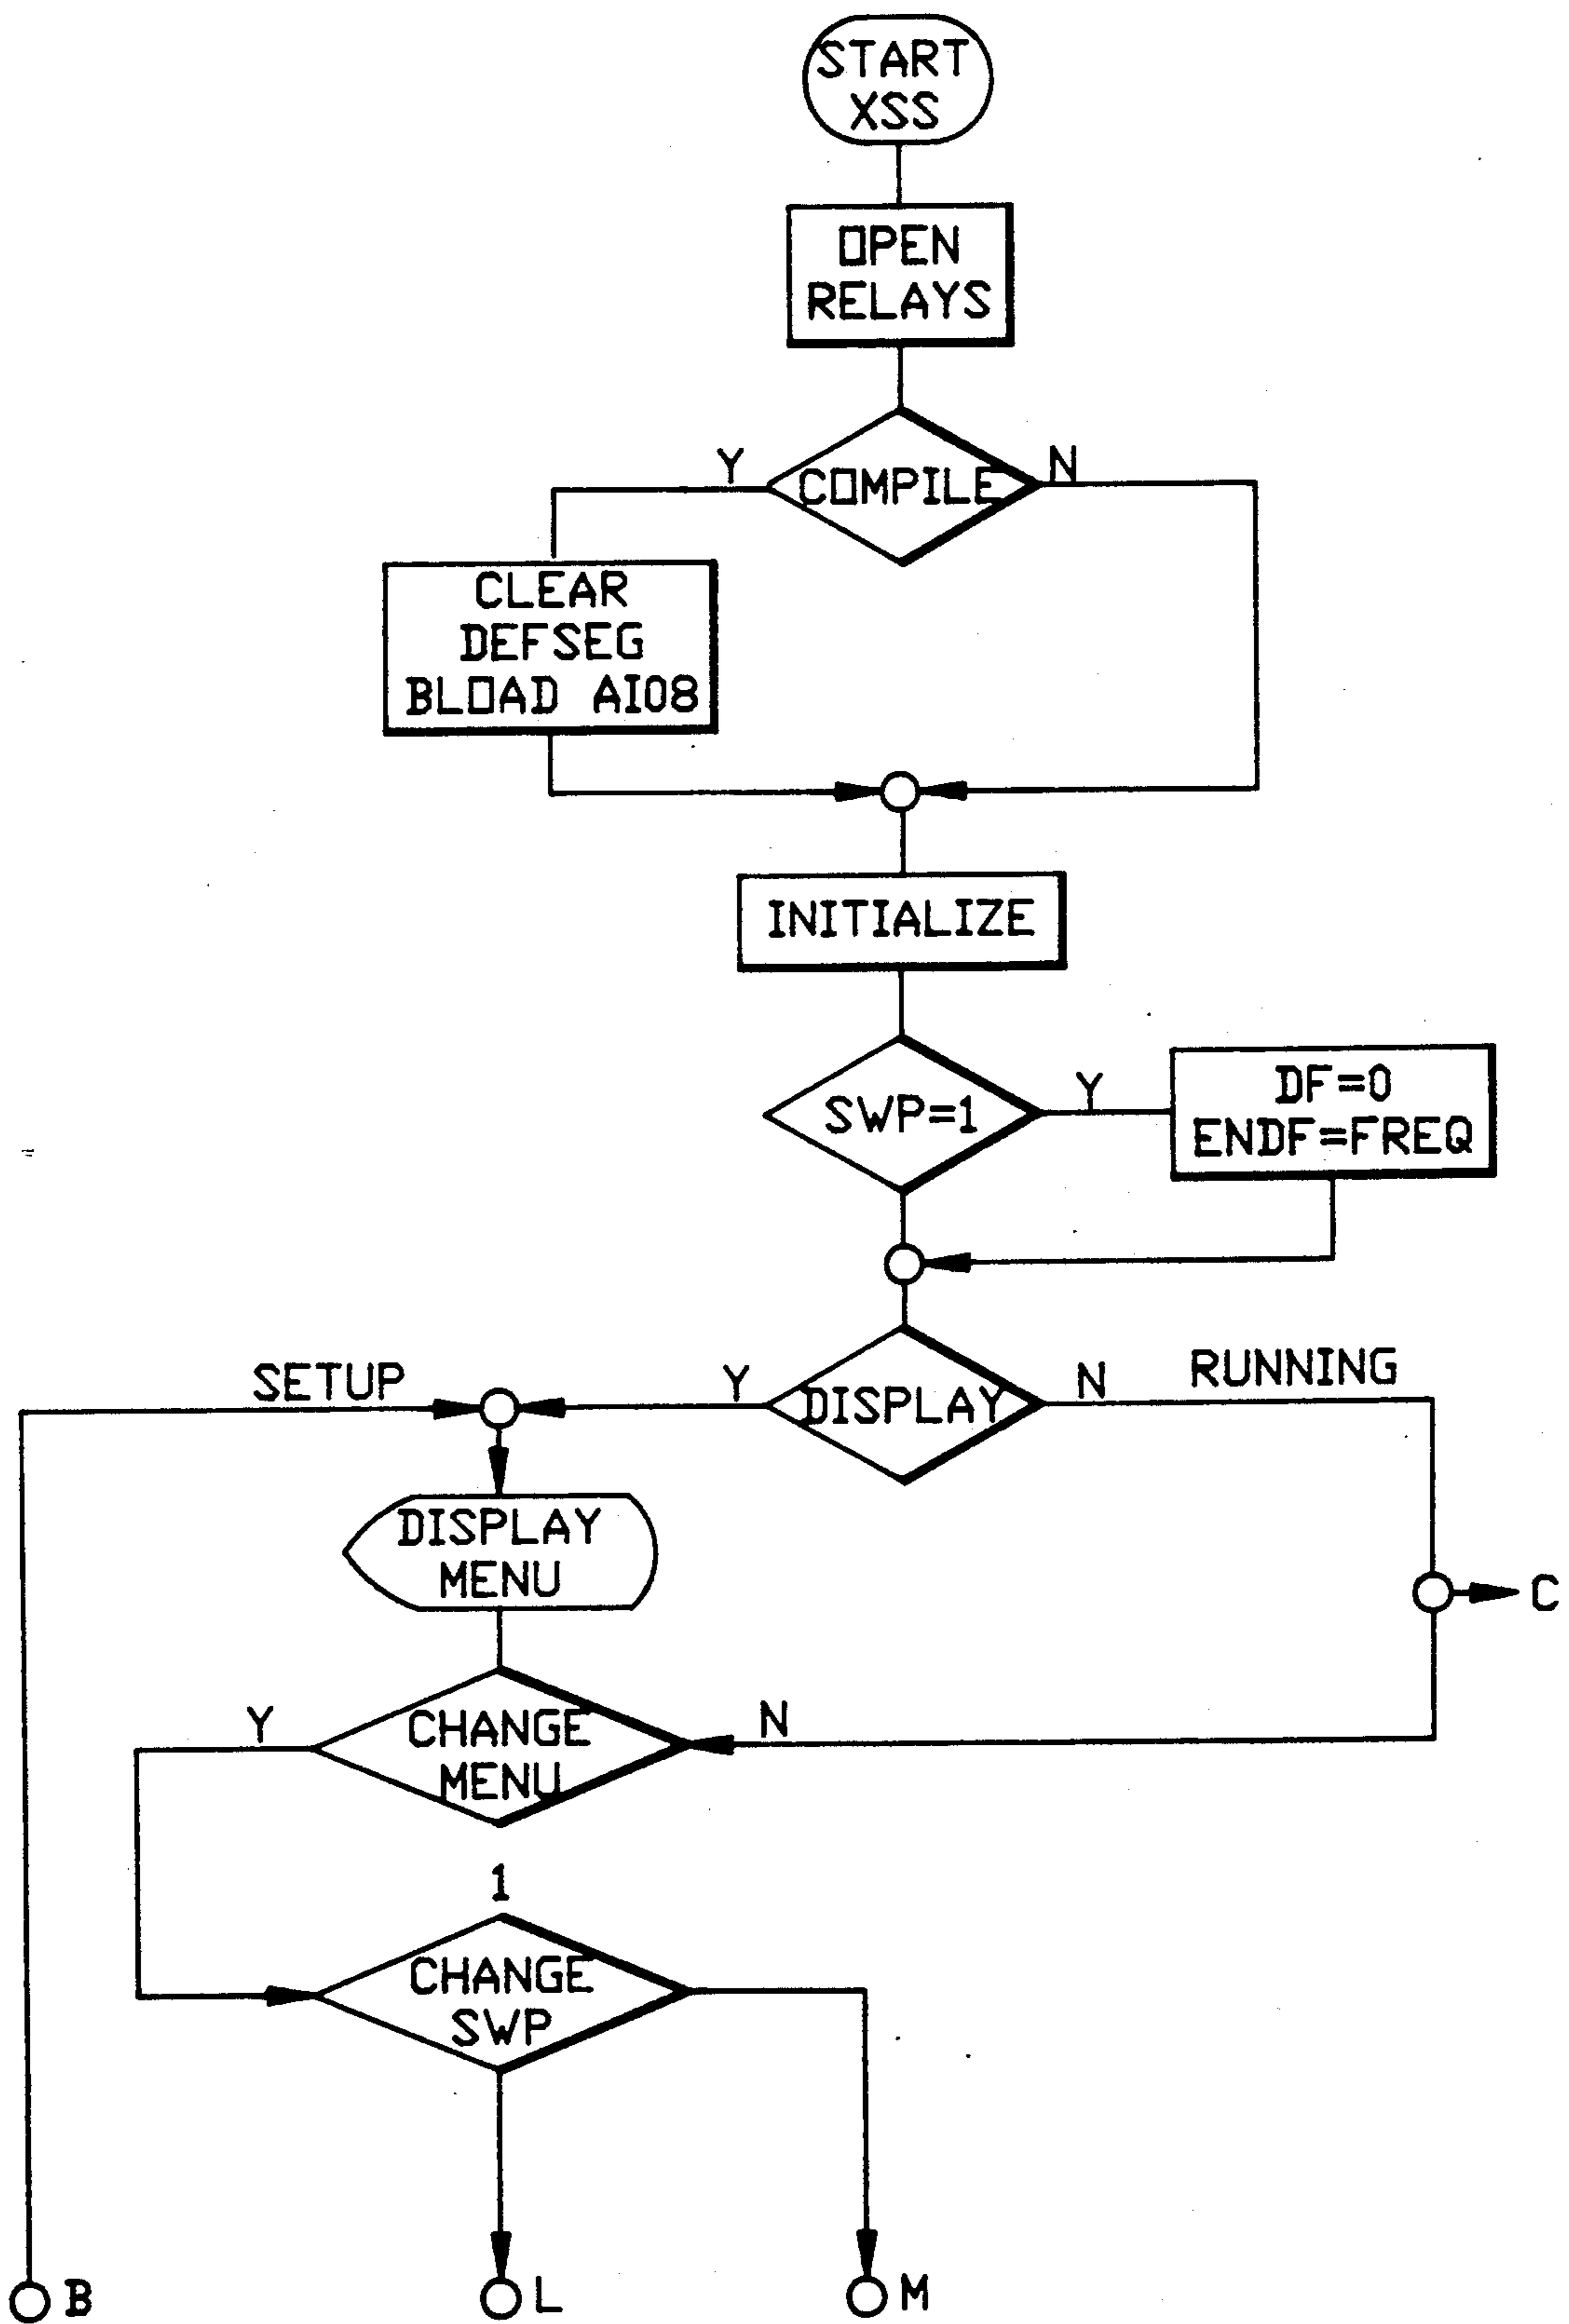 START
XSS
OPEN
RELAYS
Y
COMPILE
N
CLEAR
DEFSEG
BLOAD AI08
INITIALIZE
SWP=1
Y
DF=0
ENDF=FREQ
SETUP
Y
DISPLAY
N
RUNNING
DISPLAY
MENU
C
Y
CHANGE
MENU
N
1
CHANGE
SWP
B
L
M